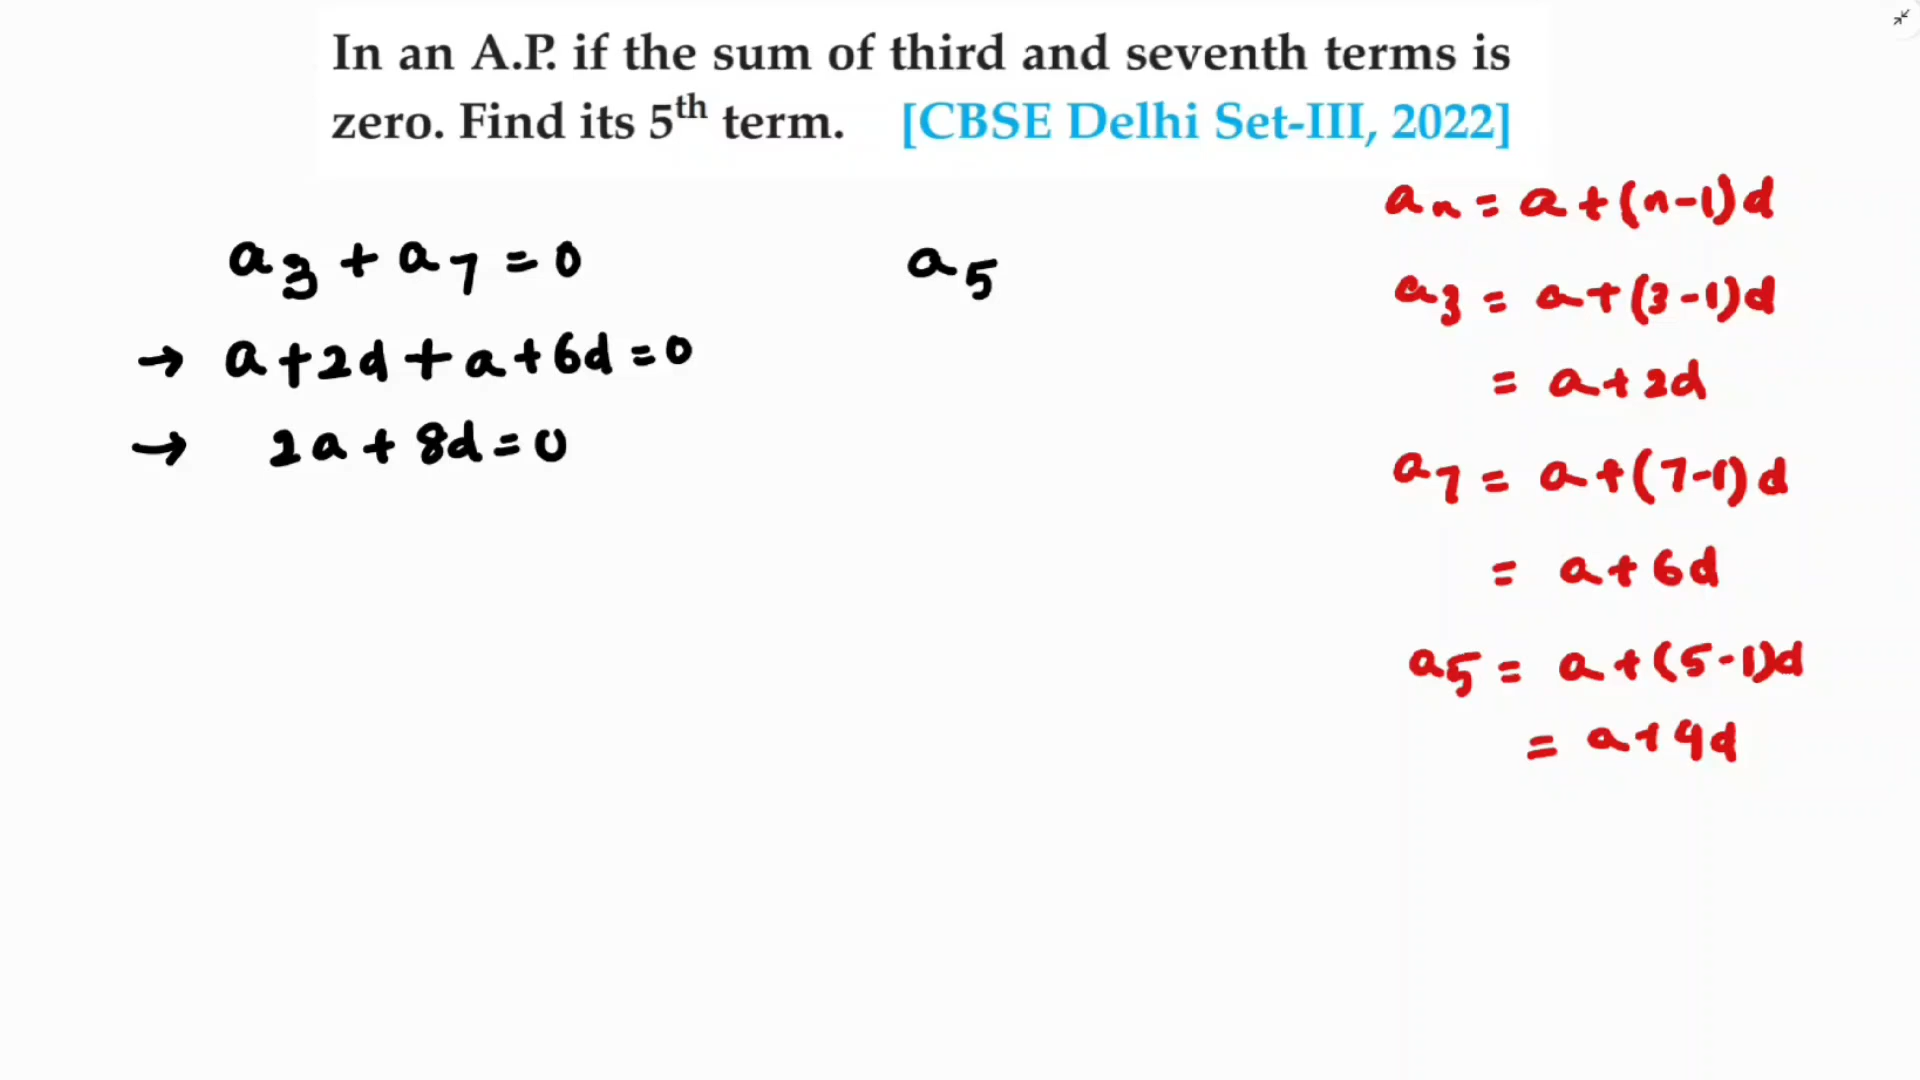 In an A.P. if the sum of third and seventh terms is
zero. Find its 5th term. [CBSE Delhi Set-III, 2022]
a3 + a7 = 0
→ a+2d+a+6d=0
→ 2a+8d=0
a5
an = a+(n-1)d
a3 = a+(3-1)d
= a+2d
a7 = a+(7-1)d
= a+6d
a5 = a+(5-1)d
= a+4d